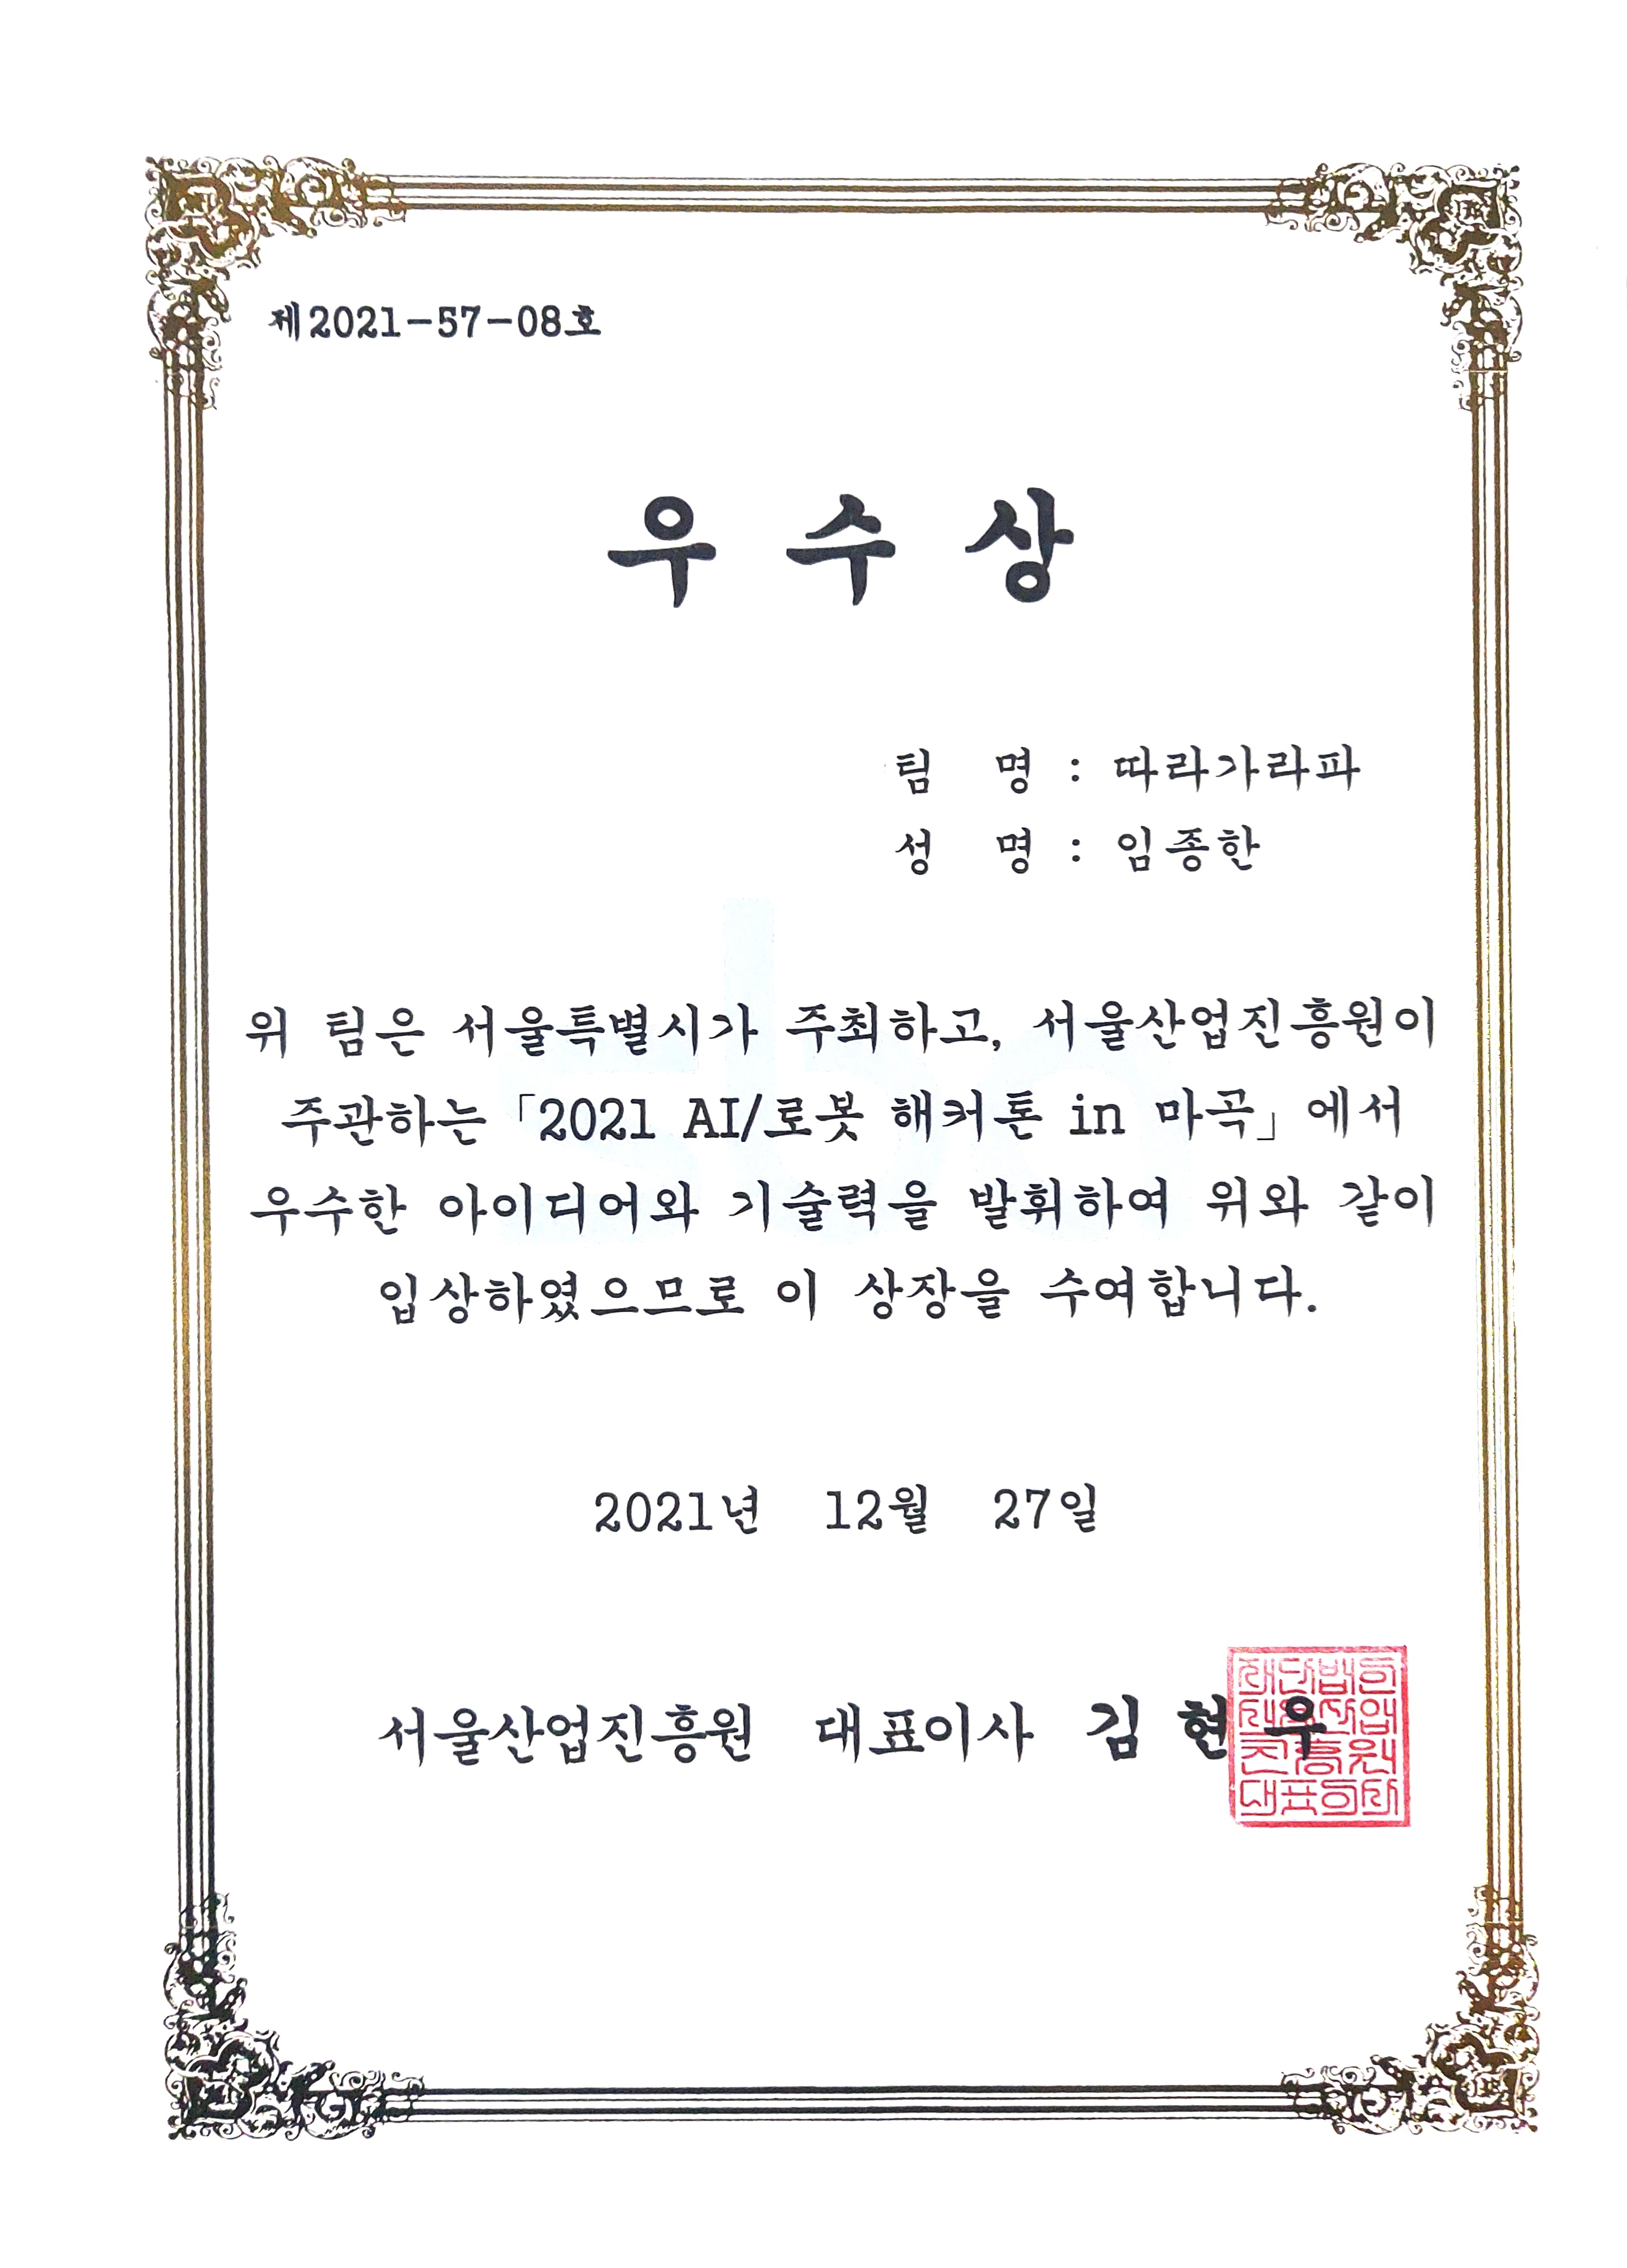 제2021-57-08호
우 수 상
팀 명 : 따라가라파
성 명 : 임종한
위 팀은 서울특별시가 주최하고, 서울산업진흥원이
주관하는 「2021 AI/로봇 해커톤 in 마곡」에서
우수한 아이디어와 기술력을 발휘하여 위와 같이
입상하였으므로 이 상장을 수여합니다.
2021년 12월 27일
서울산업진흥원 대표이사 김 현 우
재단법인
서울산업
진흥원
대표이사